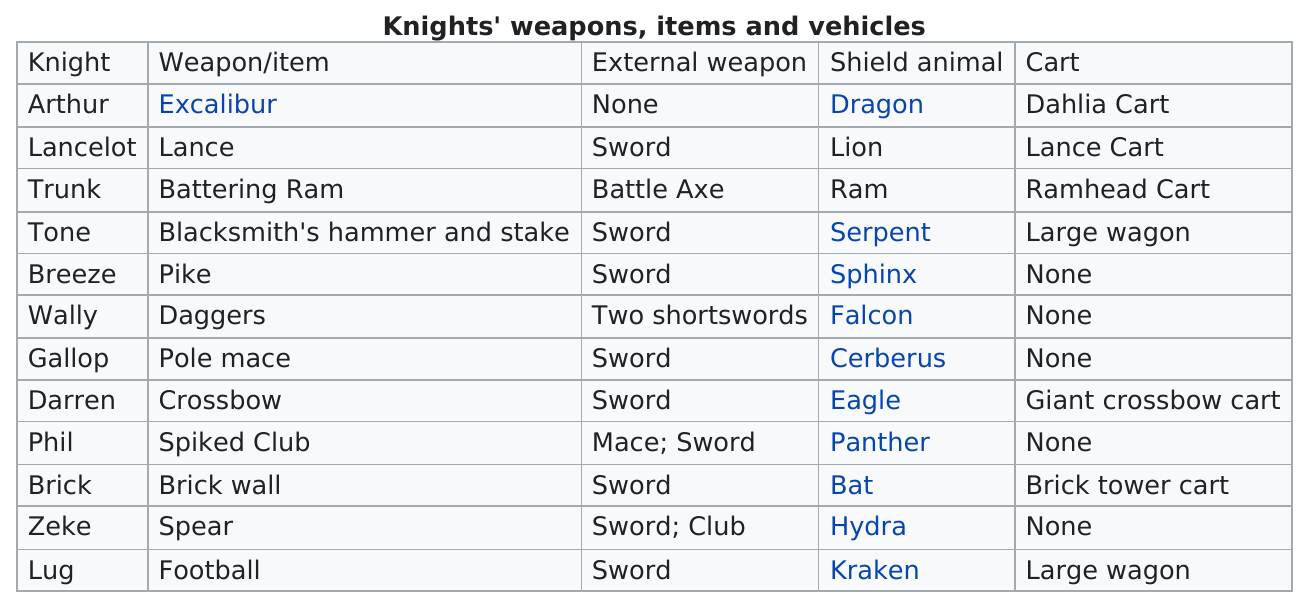 Knights' weapons, items and vehicles
Knight Weapon/item External weapon Shield animal Cart
Arthur Excalibur None Dragon Dahlia Cart
Lancelot Lance Sword Lion Lance Cart
Trunk Battering Ram Battle Axe Ram Ramhead Cart
Tone Blacksmith's hammer and stake Sword Serpent Large wagon
Breeze Pike Sword Sphinx None
Wally Daggers Two shortswords Falcon None
Gallop Pole mace Sword Cerberus None
Darren Crossbow Sword Eagle Giant crossbow cart
Phil Spiked Club Mace; Sword Panther None
Brick Brick wall Sword Bat Brick tower cart
Zeke Spear Sword; Club Hydra None
Lug Football Sword Kraken Large wagon